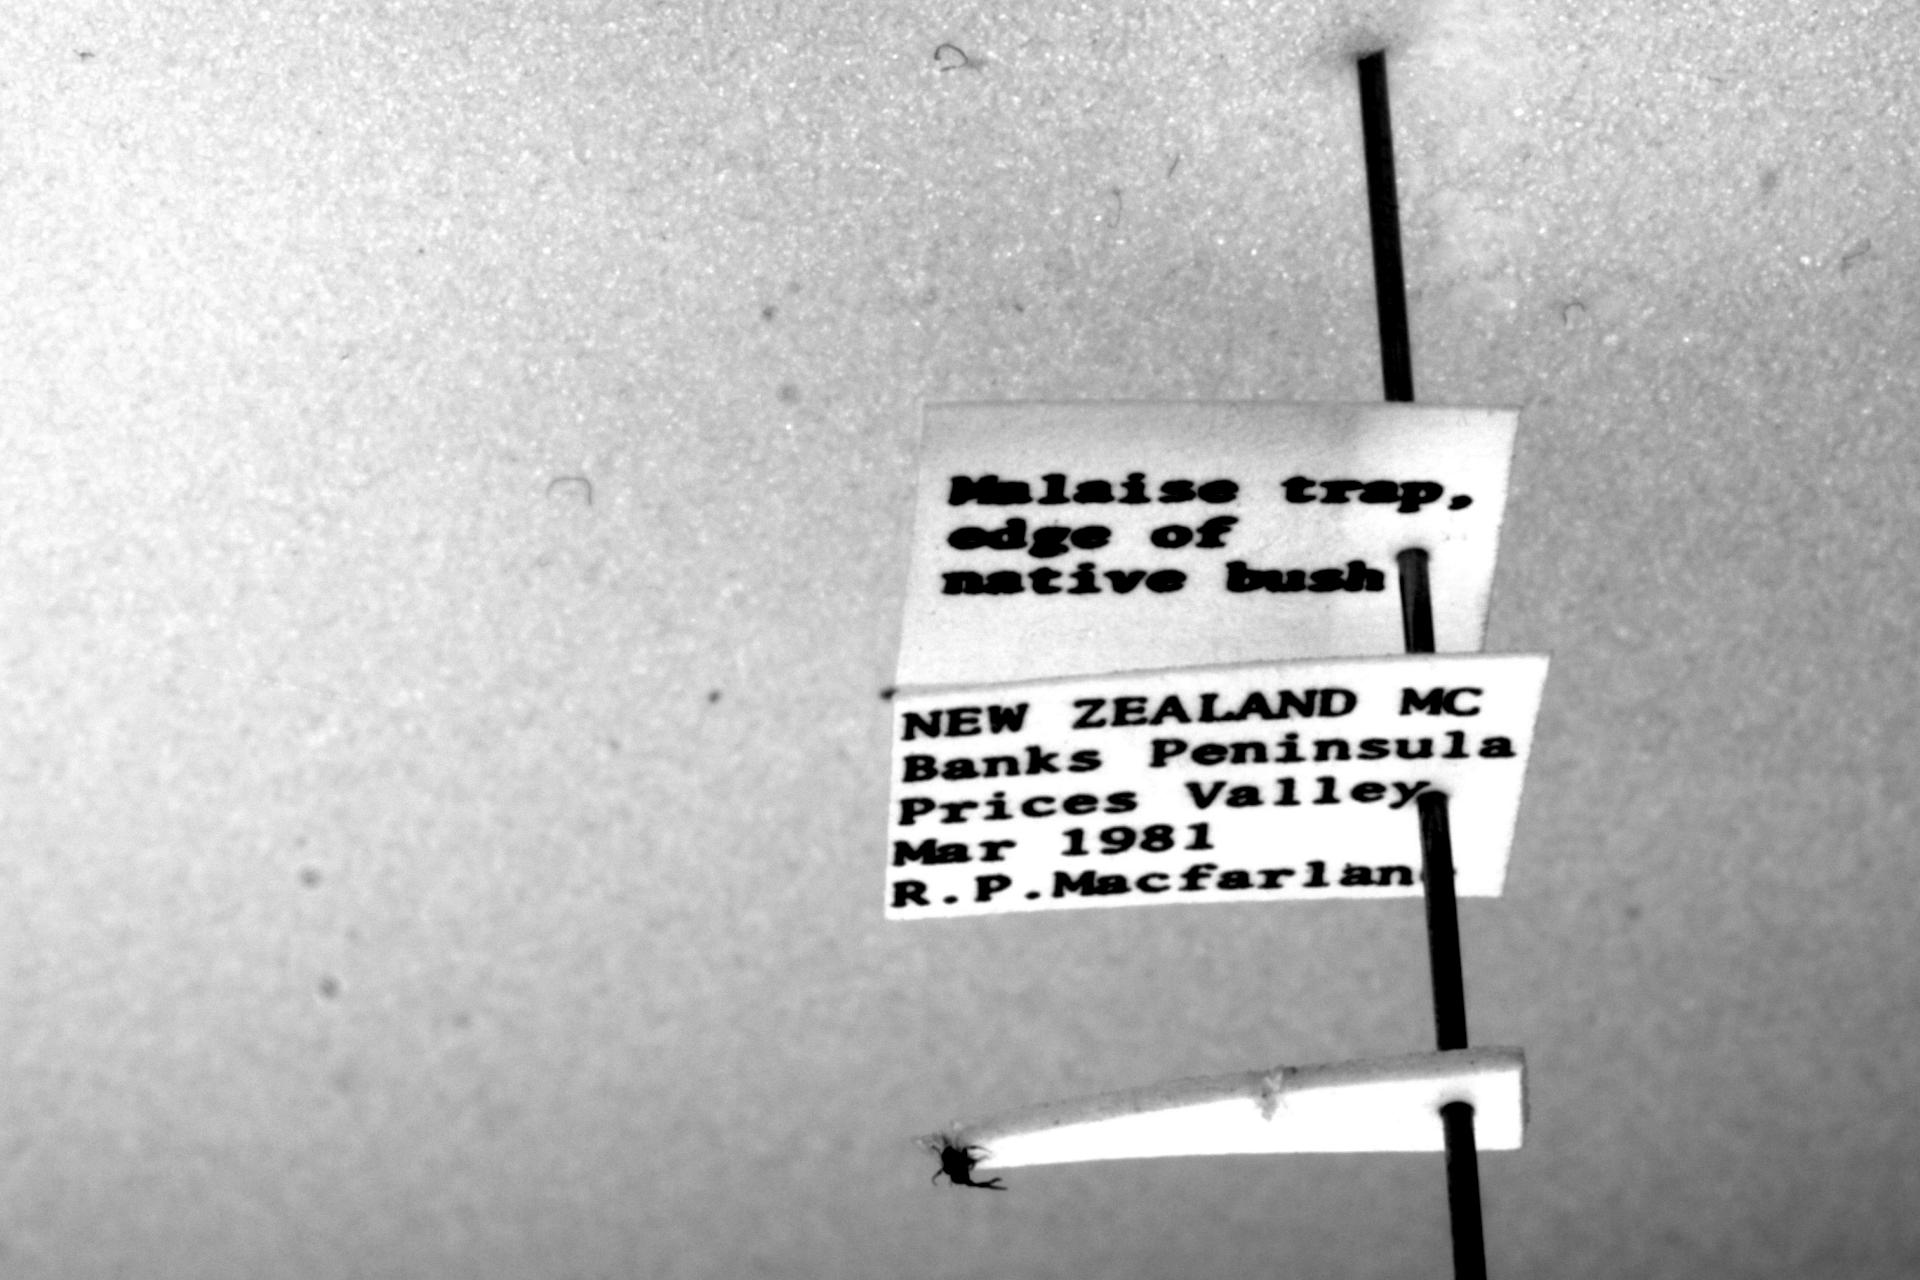 Malaise trap,
edge of
native bush
NEW ZEALAND MC
Banks Peninsula
Prices Valley
Mar 1981
R.P.Macfarlane